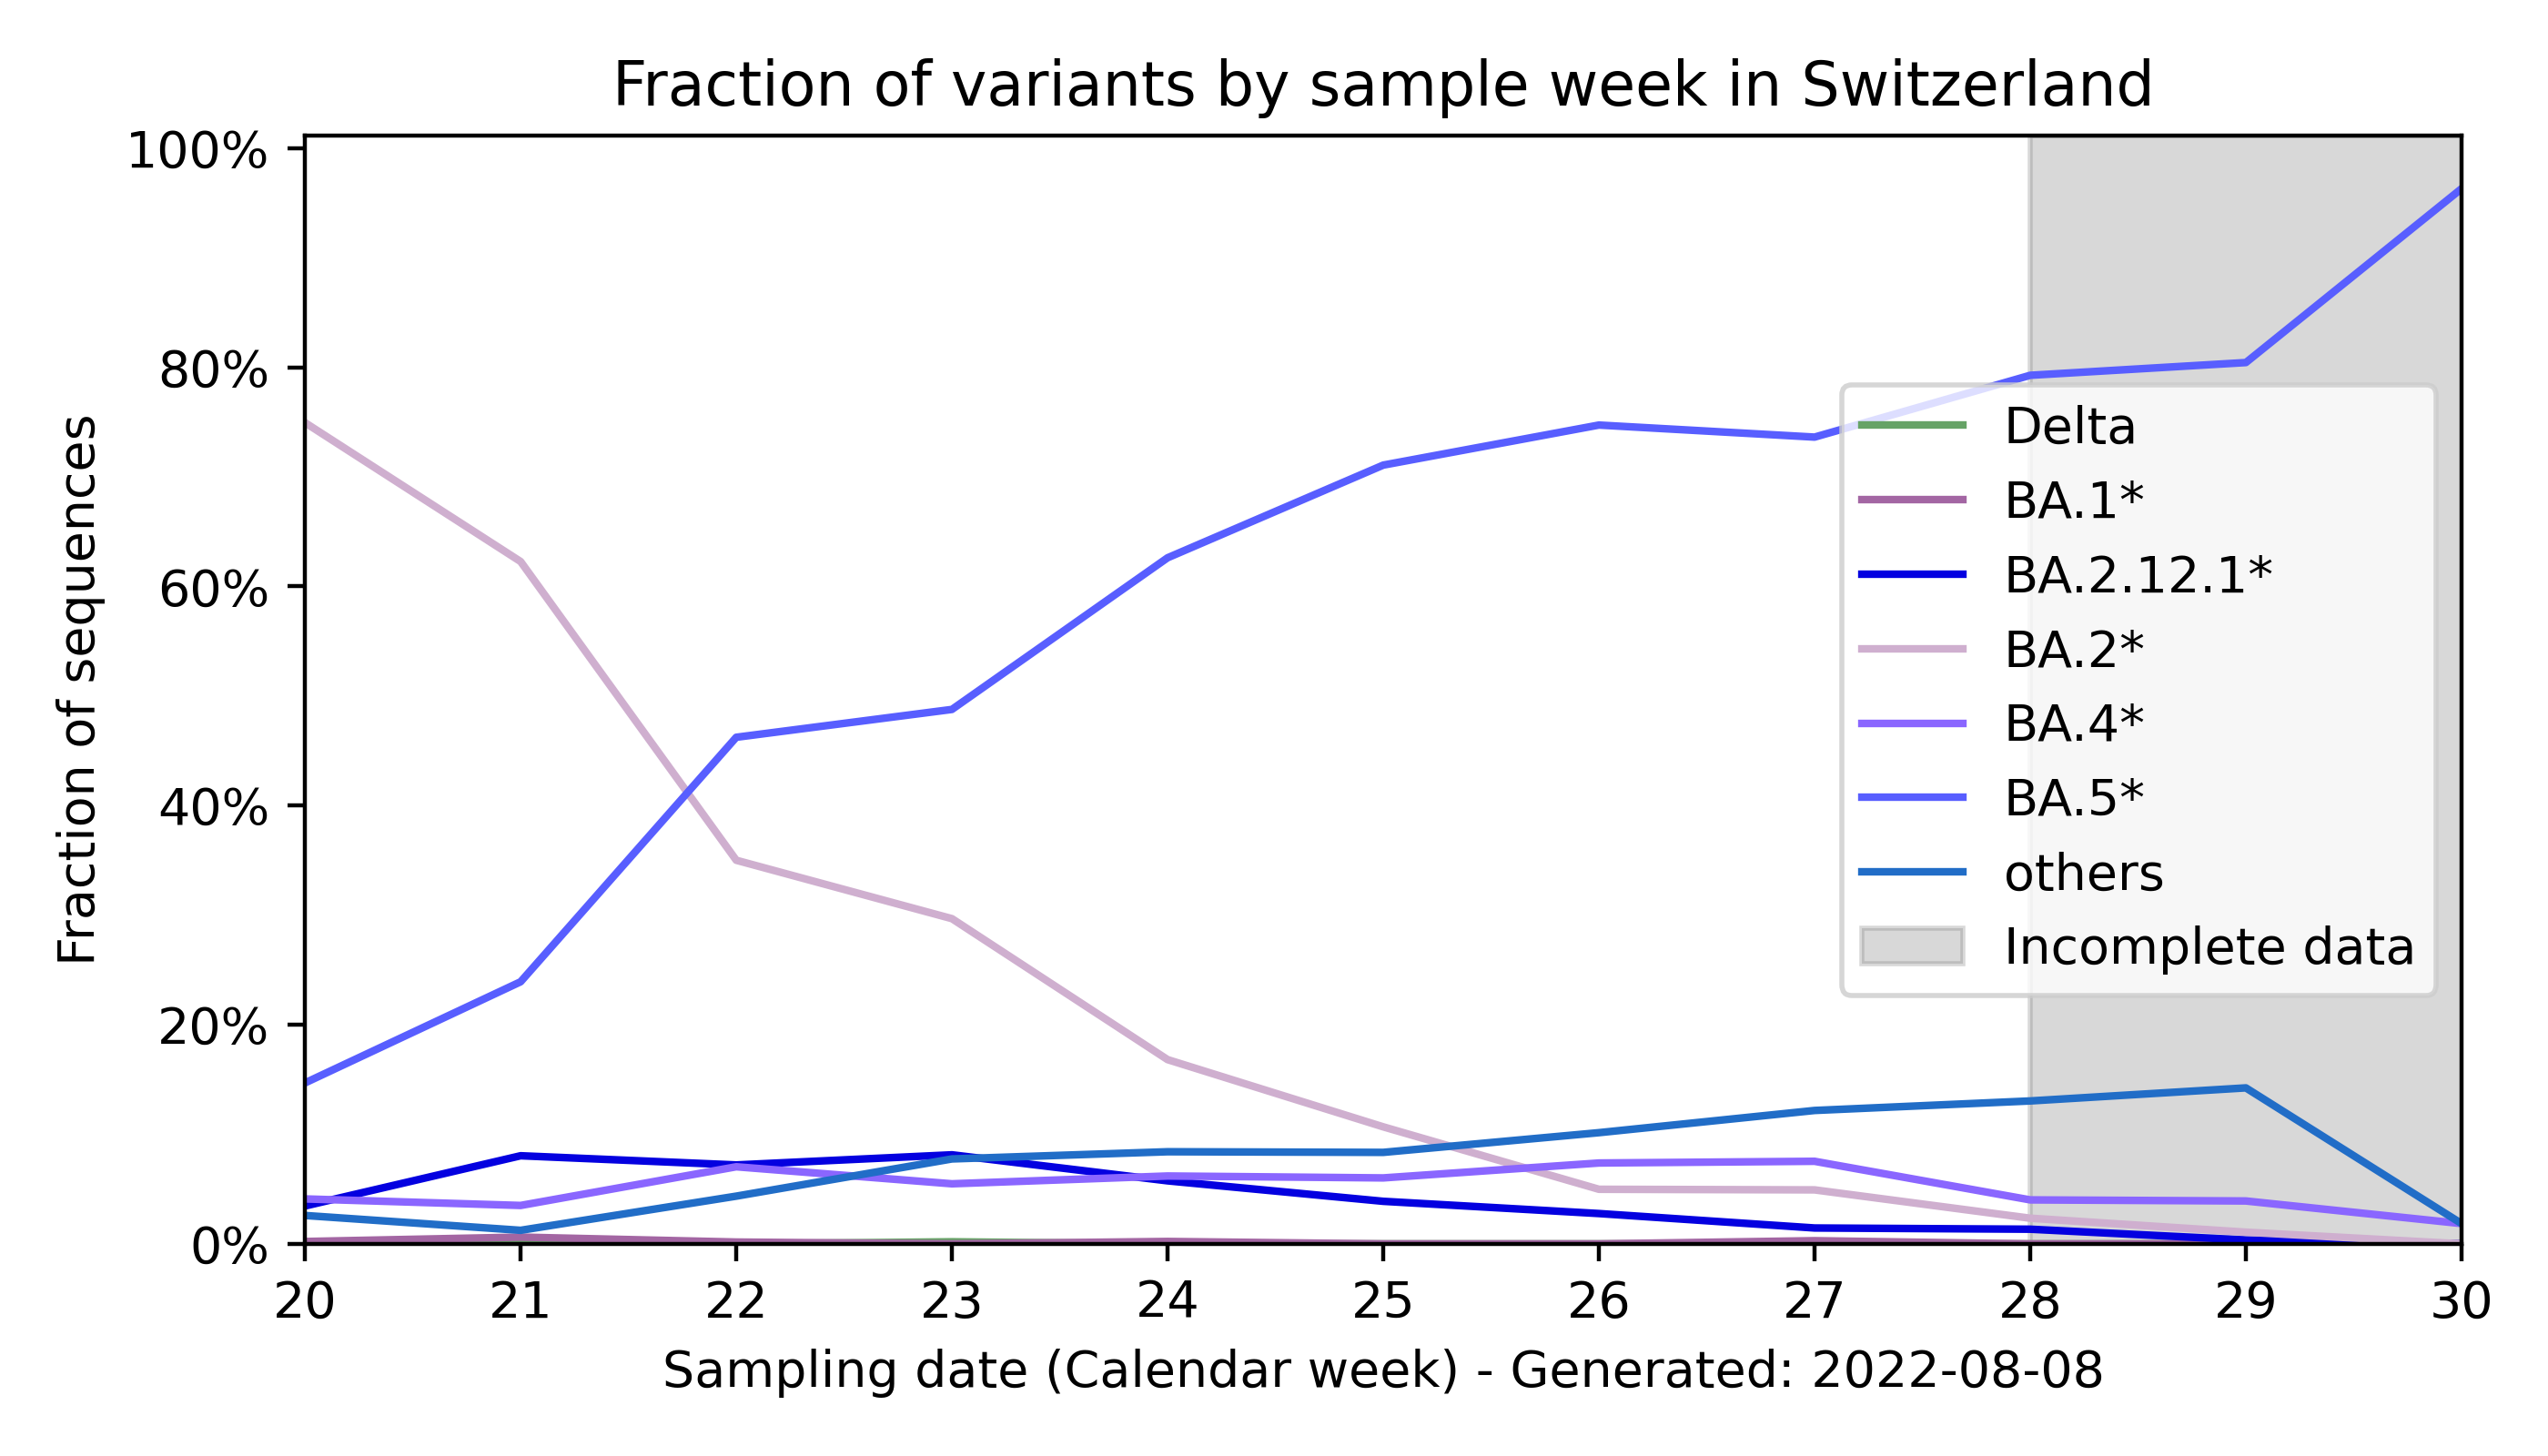 Fraction of variants by sample week in Switzerland
100%
80%
60%
40%
20%
0%
Fraction of sequences
Delta
BA.1*
BA.2.12.1*
BA.2*
BA.4*
BA.5*
others
Incomplete data
20 21 22 23 24 25 26 27 28 29 30
Sampling date (Calendar week) - Generated: 2022-08-08